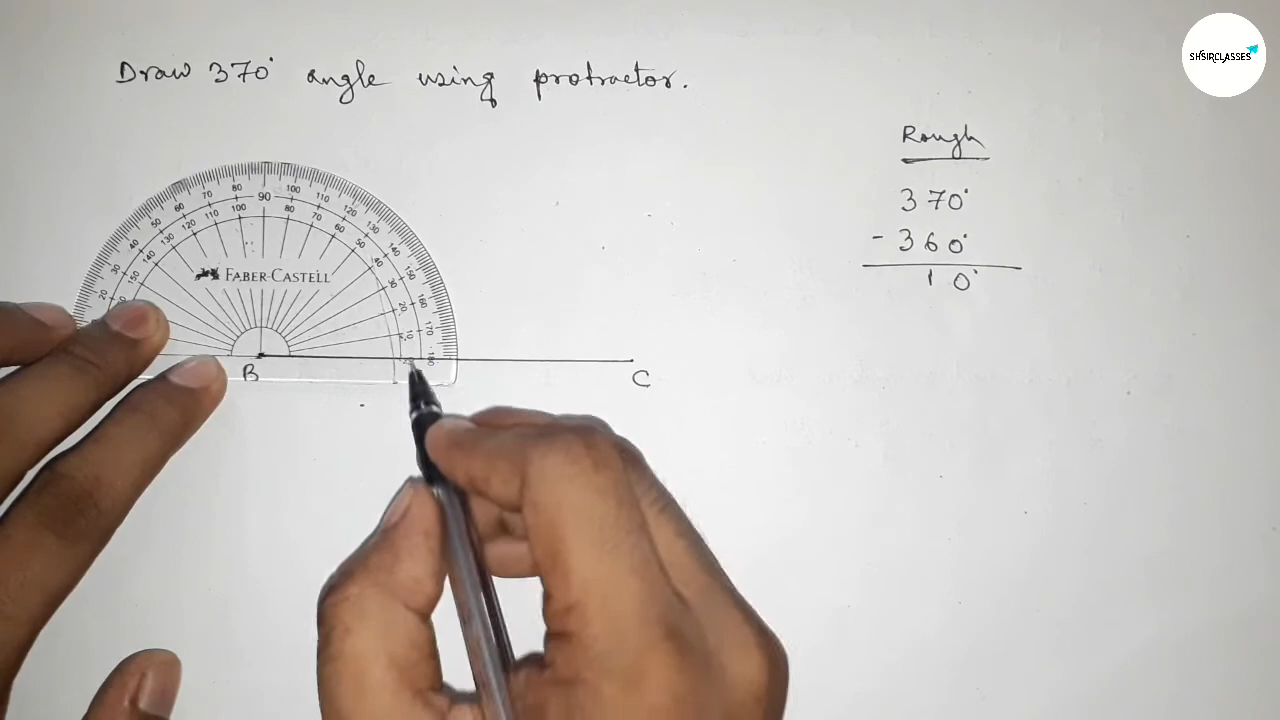 Draw 370° angle using protractor.
SHSIRCLASSES
Rough
370°
- 360°
10°
FABER-CASTELL
B
C